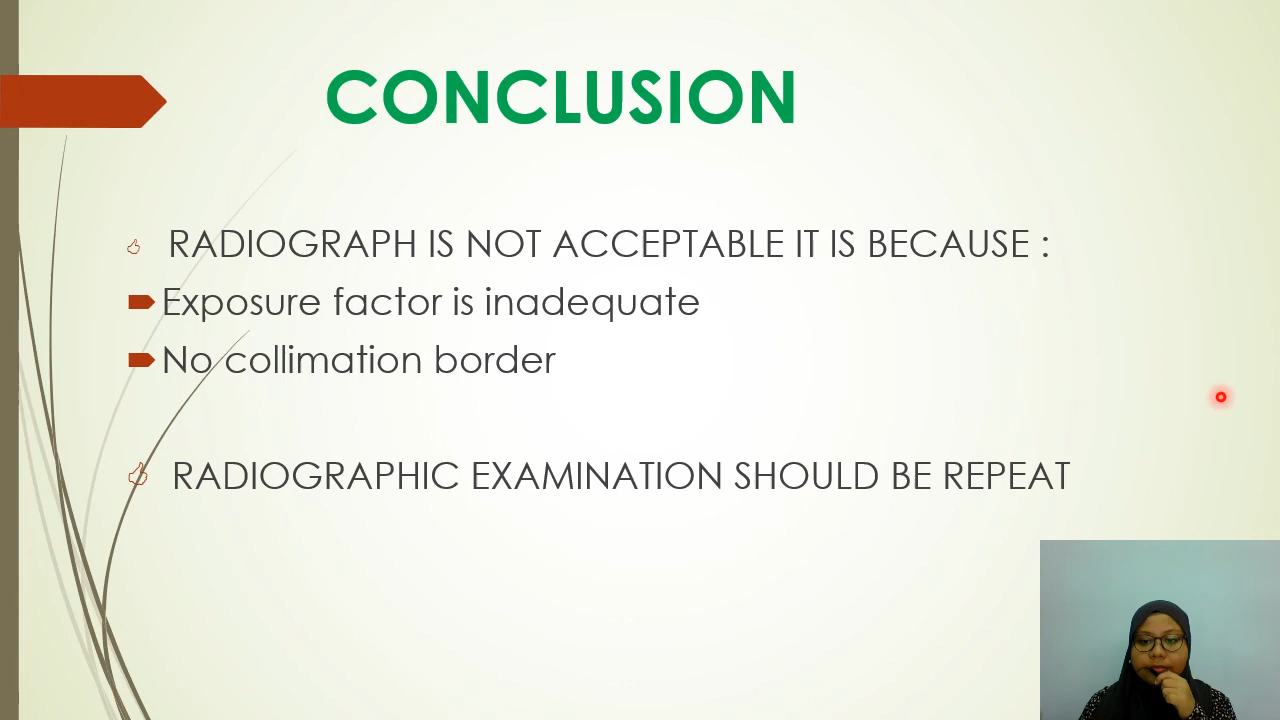 CONCLUSION
RADIOGRAPH IS NOT ACCEPTABLE IT IS BECAUSE :
Exposure factor is inadequate
No collimation border
RADIOGRAPHIC EXAMINATION SHOULD BE REPEAT